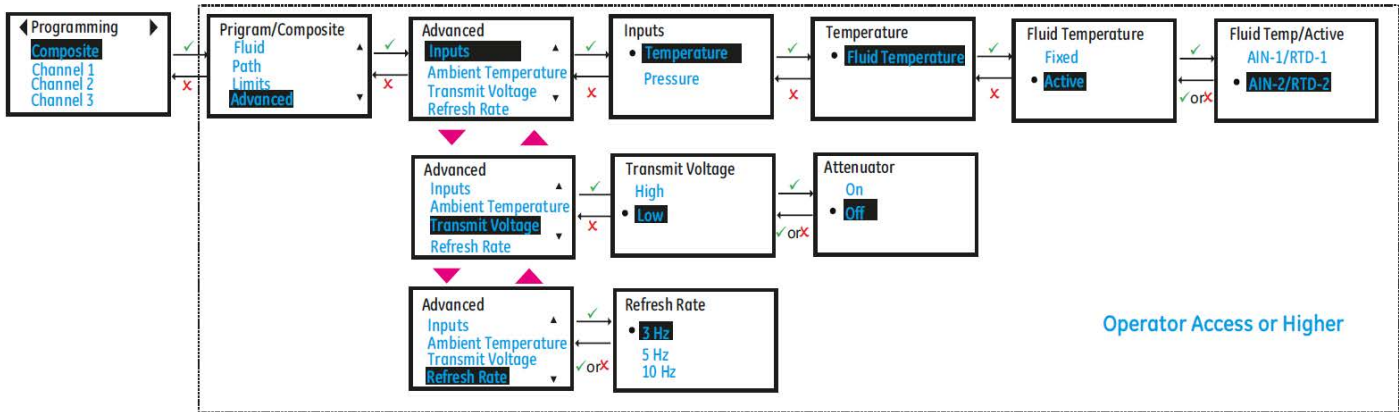 Programming
Composite
Channel 1
Channel 2
Channel 3
Prigram/Composite
Fluid
Path
Limits
Advanced
Advanced
Inputs
Ambient Temperature
Transmit Voltage
Refresh Rate
Inputs
• Temperature
Pressure
Temperature
• Fluid Temperature
Fluid Temperature
Fixed
• Active
Fluid Temp/Active
AIN-1/RTD-1
• AIN-2/RTD-2
✓orX
Advanced
Inputs
Ambient Temperature
Transmit Voltage
Refresh Rate
Transmit Voltage
High
• Low
Attenuator
On
• Off
✓orX
Advanced
Inputs
Ambient Temperature
Transmit Voltage
Refresh Rate
✓orX
Refresh Rate
• 3 Hz
5 Hz
10 Hz
Operator Access or Higher